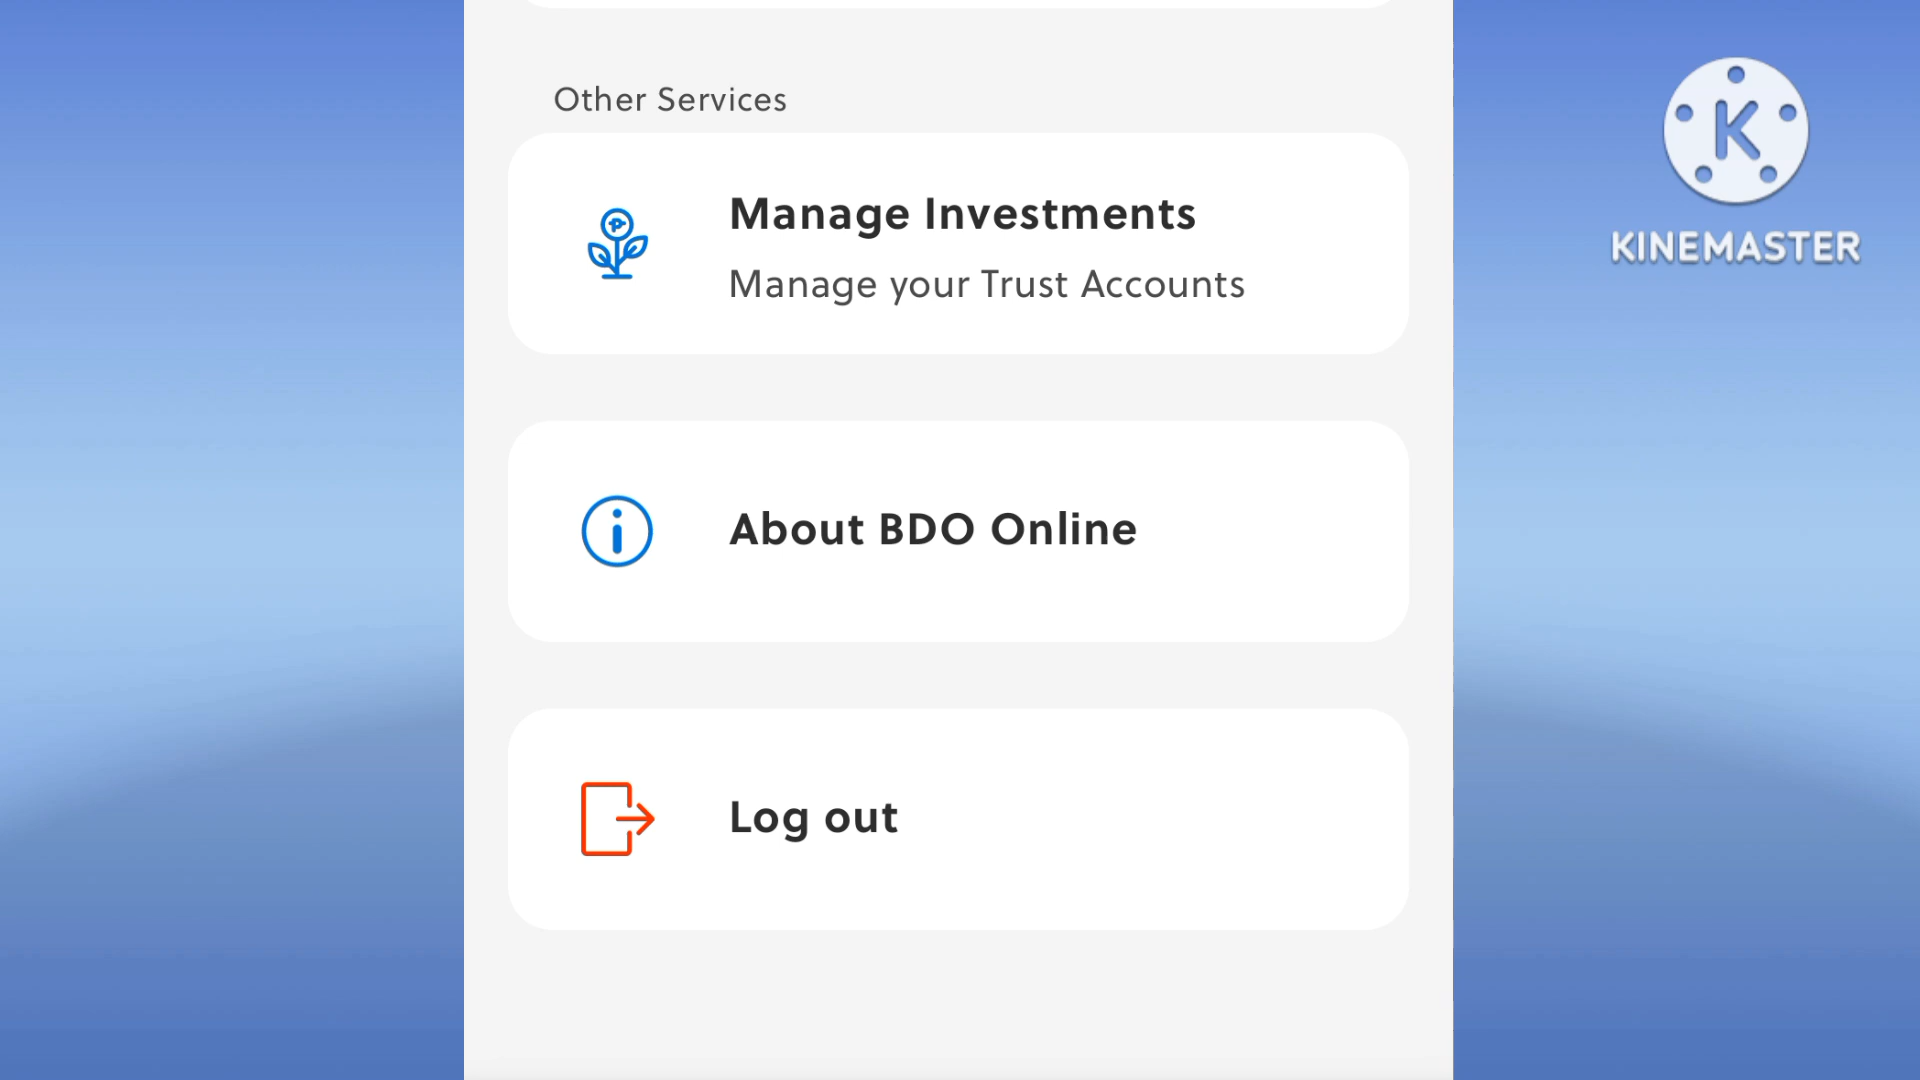 Other Services
Manage Investments
Manage your Trust Accounts
About BDO Online
Log out
K
KINEMASTER